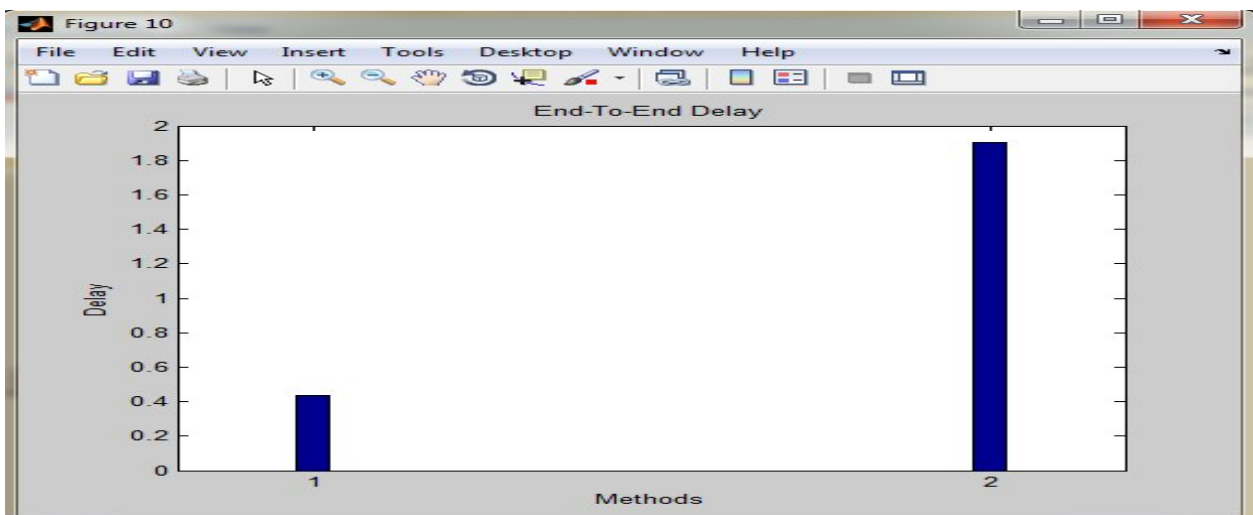 Figure 10
File Edit View Insert Tools Desktop Window Help
End-To-End Delay
2
1.8
1.6
1.4
1.2
1
0.8
0.6
0.4
0.2
0
Delay
1 2
Methods